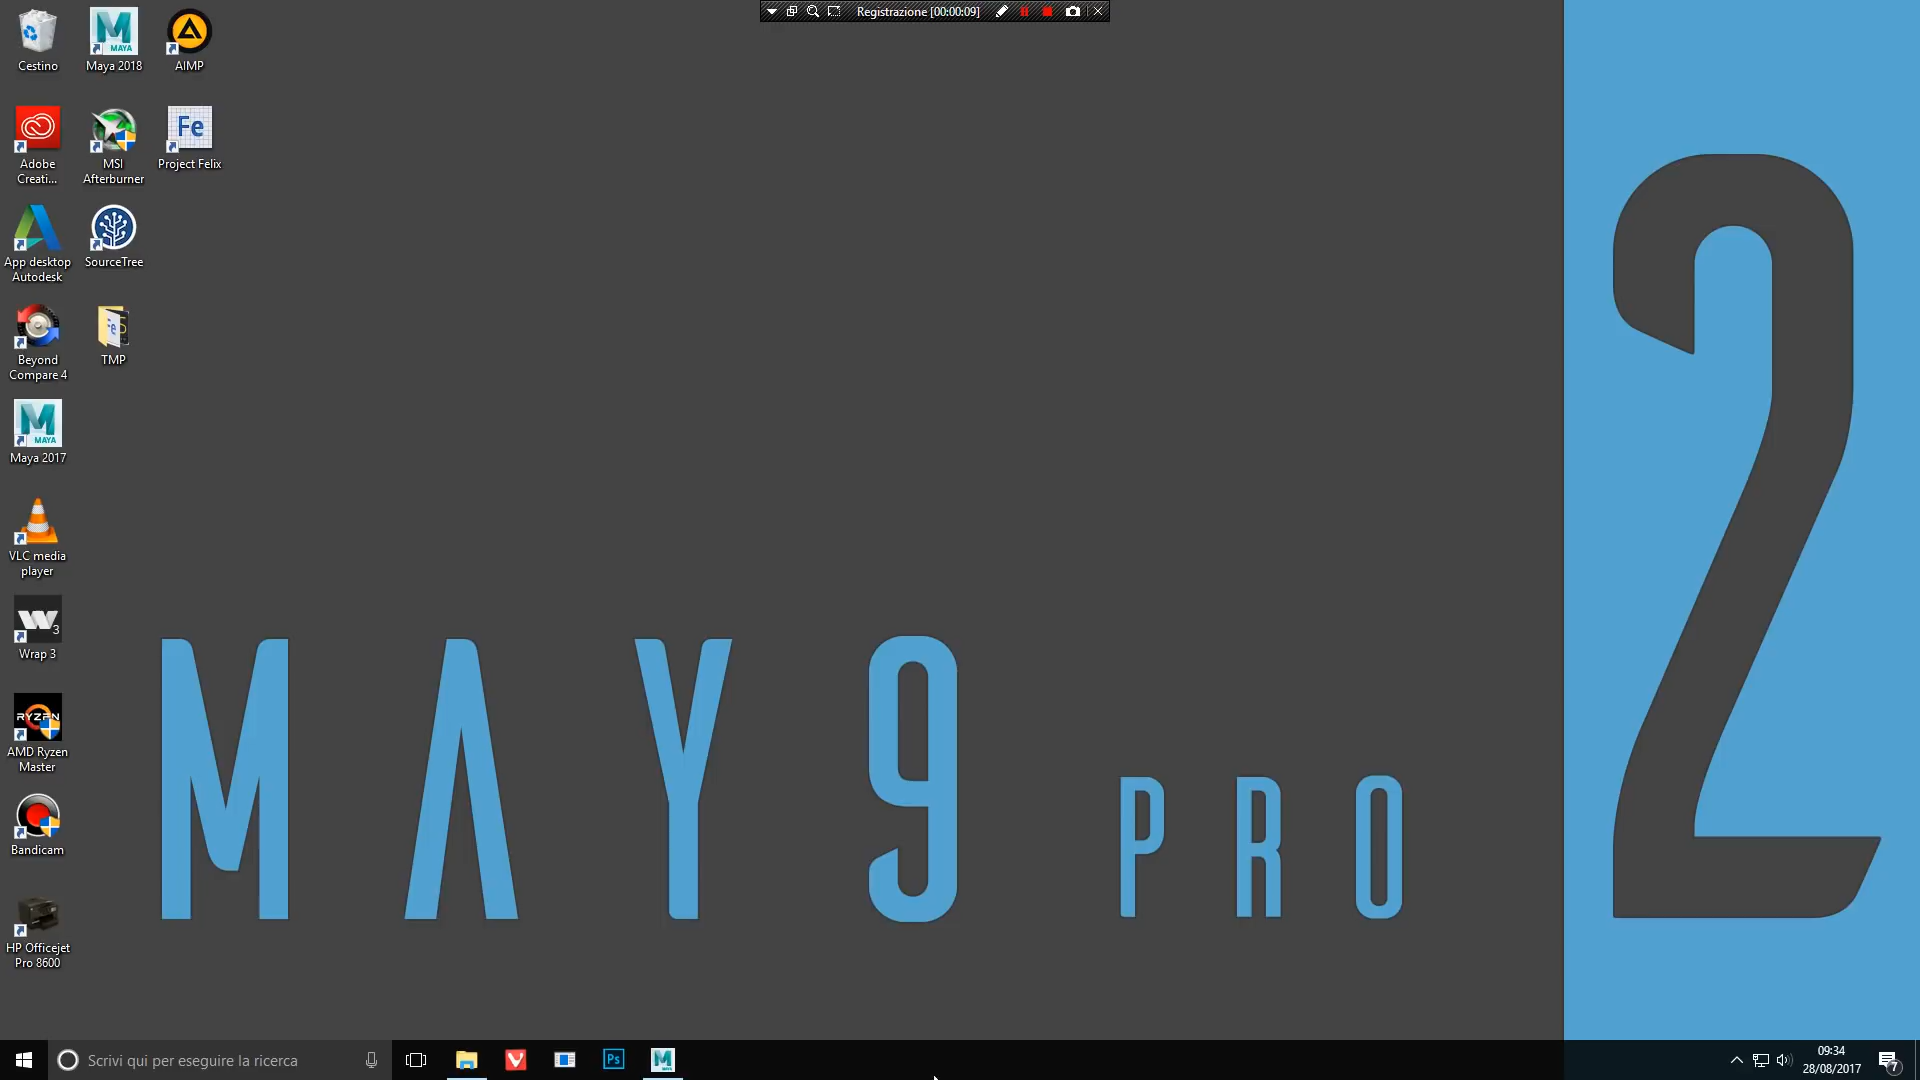 Registrazione [00:00:09]
Cestino
Maya 2018
AIMP
Adobe
Creati...
MSI
Afterburner
Fe
Project Felix
App desktop
Autodesk
SourceTree
Beyond
Compare 4
TMP
MAYA
Maya 2017
VLC media
player
W3
Wrap 3
RYZEN
AMD Ryzen
Master
Bandicam
HP Officejet
Pro 8600
MAY9 PRO
2
Scrivi qui per eseguire la ricerca
Ps
09:34
28/08/2017
7